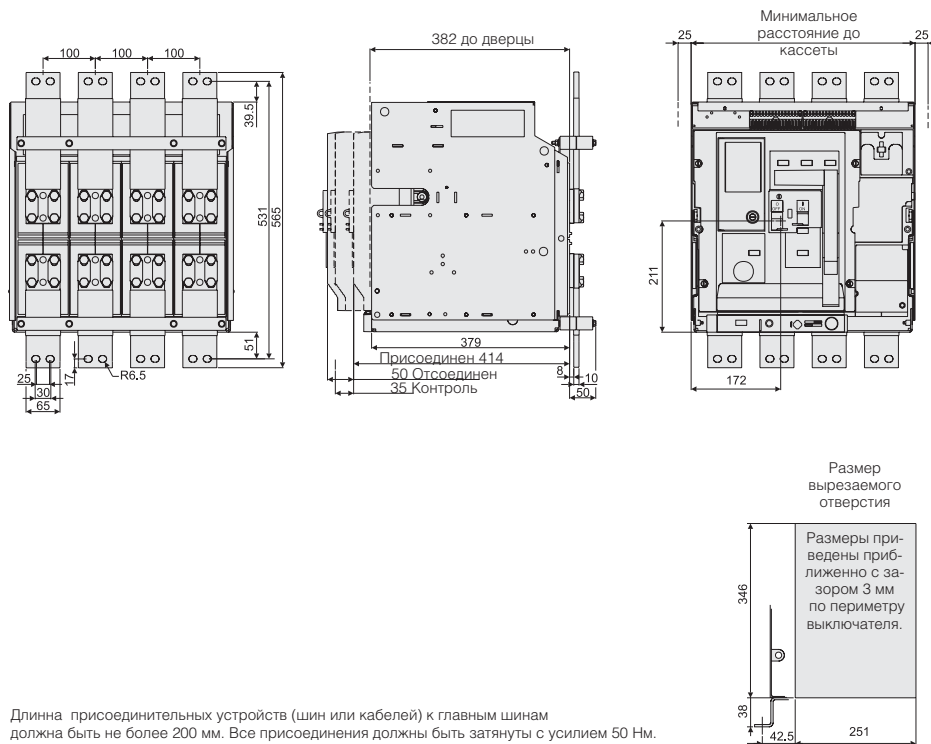 100
100
100
39.5
531
565
51
17
R6.5
25
30
65
382 до дверцы
379
Присоединен 414
50 Отсоединен
35 Контроль
8
10
50
Минимальное
расстояние до
кассеты
25
25
OFF
ON
211
172
Размер
вырезаемого
отверстия
Размеры при-
ведены приб-
лиженно с за-
зором 3 мм
по периметру
выключателя.
346
38
42.5
251
Длинна присоединительных устройств (шин или кабелей) к главным шинам
должна быть не более 200 мм. Все присоединения должны быть затянуты с усилием 50 Нм.